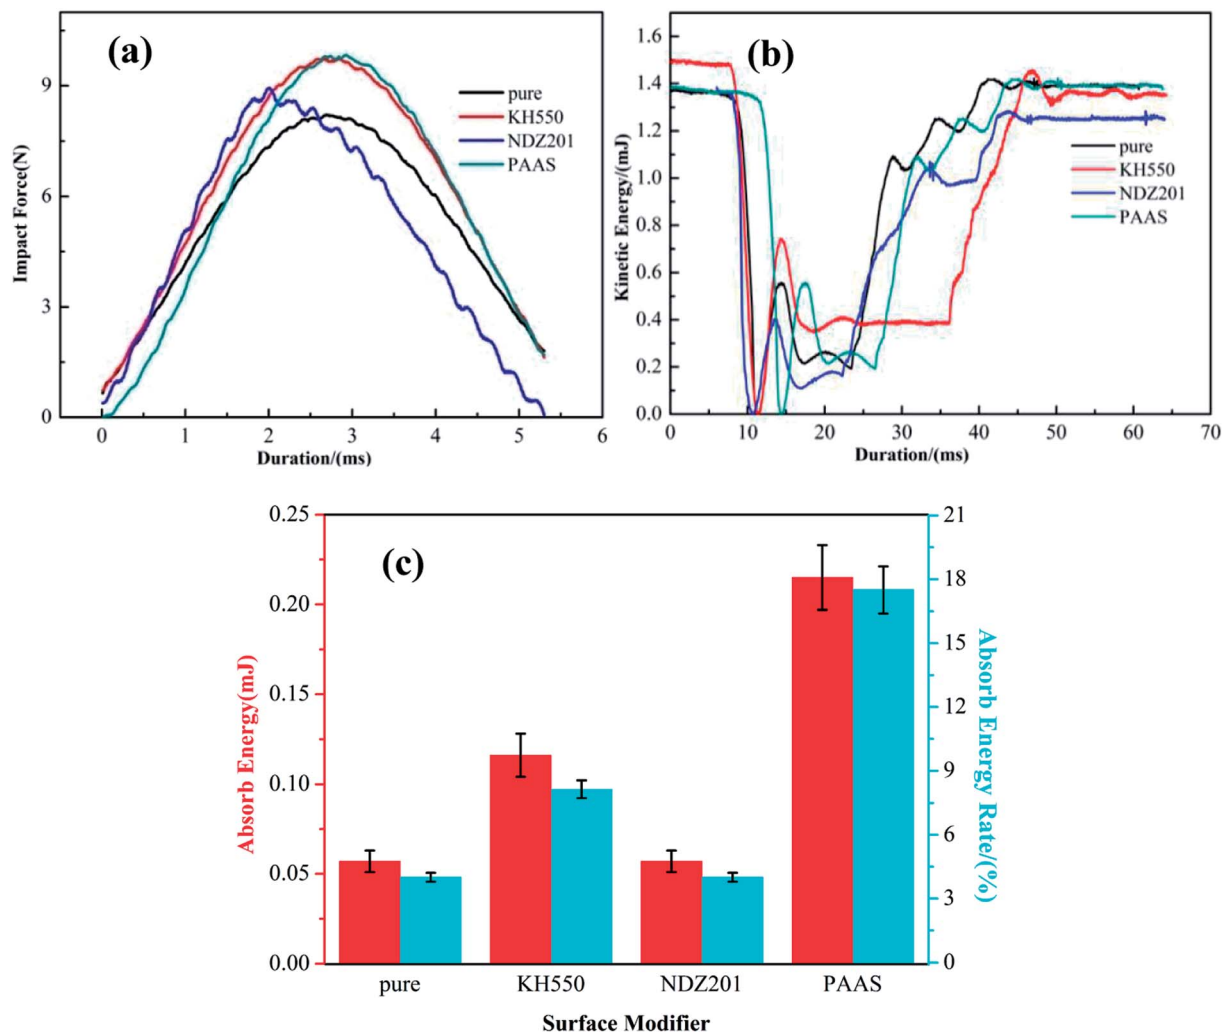 (a)
Impact Force(N)
9
6
3
0
pure
KH550
NDZ201
PAAS
0 1 2 3 4 5 6
Duration/(ms)
(b)
Kinetic Energy/(mJ)
1.6
1.4
1.2
1.0
0.8
0.6
0.4
0.2
0.0
pure
KH550
NDZ201
PAAS
0 10 20 30 40 50 60 70
Duration/(ms)
(c)
Absorb Energy(mJ)
0.25
0.20
0.15
0.10
0.05
0.00
21
18
15
12
9
6
3
0
Absorb Energy Rate/(%)
pure KH550 NDZ201 PAAS
Surface Modifier